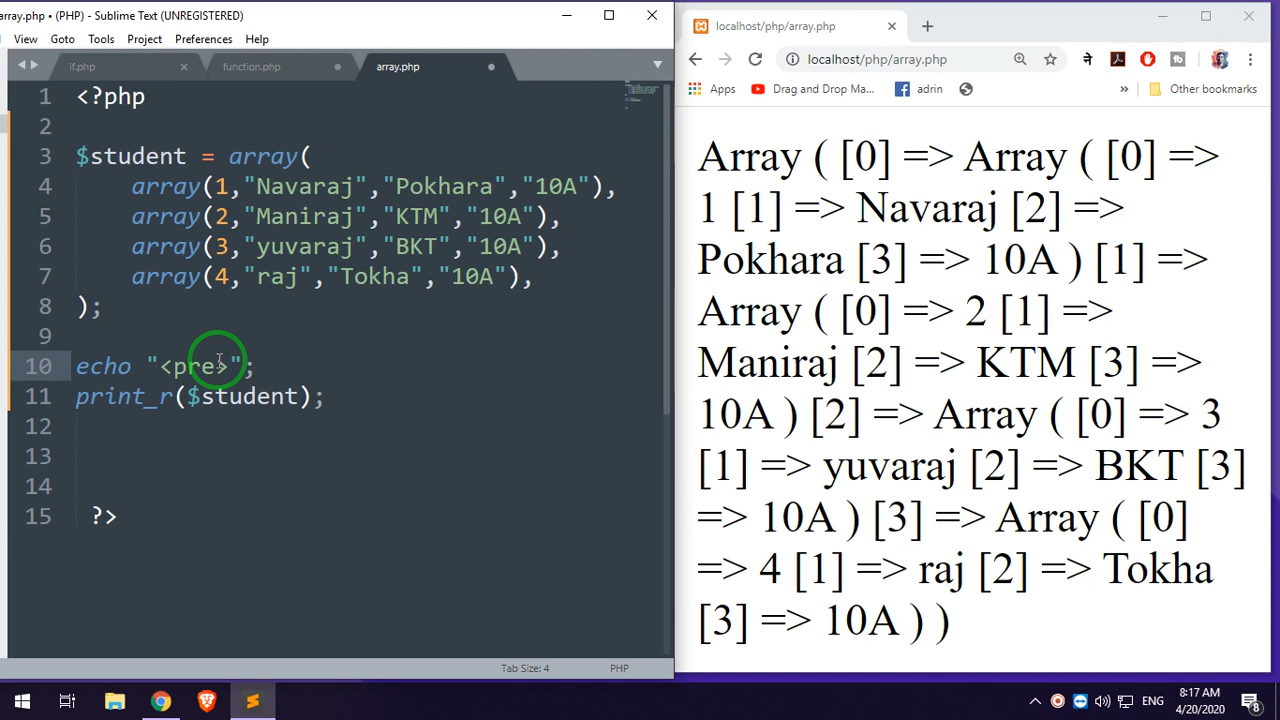 array.php • (PHP) - Sublime Text (UNREGISTERED)
View Goto Tools Project Preferences Help
if.php function.php array.php
1 <?php
2
3 $student = array(
4 array(1,"Navaraj","Pokhara","10A"),
5 array(2,"Maniraj","KTM","10A"),
6 array(3,"yuvaraj","BKT","10A"),
7 array(4,"raj","Tokha","10A"),
8 );
9
10 echo "<pre>";
11 print_r($student);
12
13
14
15 ?>
Tab Size: 4 PHP
localhost/php/array.php
localhost/php/array.php
Apps Drag and Drop Ma... adrin » Other bookmarks
Array ( [0] => Array ( [0] =>
1 [1] => Navaraj [2] =>
Pokhara [3] => 10A ) [1] =>
Array ( [0] => 2 [1] =>
Maniraj [2] => KTM [3] =>
10A ) [2] => Array ( [0] => 3
[1] => yuvaraj [2] => BKT [3]
=> 10A ) [3] => Array ( [0]
=> 4 [1] => raj [2] => Tokha
[3] => 10A ) )
ENG
8:17 AM
4/20/2020
8